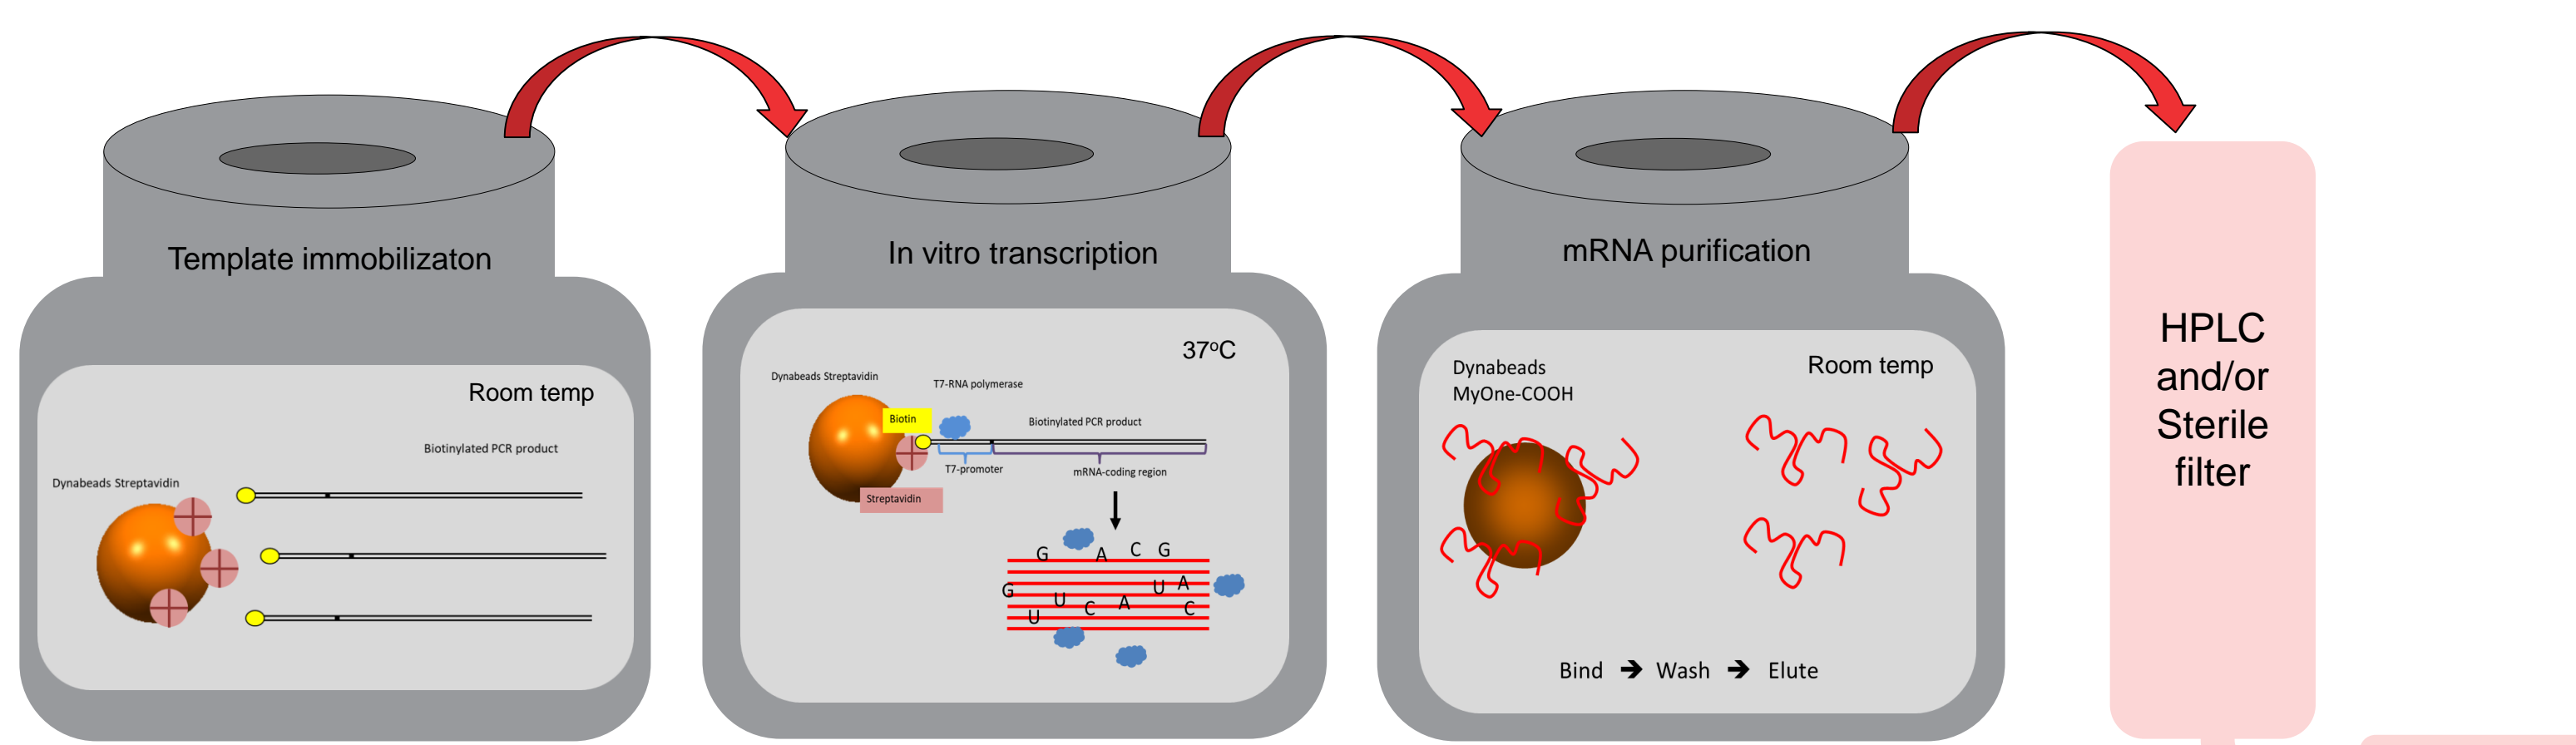 Template immobilizaton
Room temp
Biotinylated PCR product
Dynabeads Streptavidin
In vitro transcription
37ºC
Dynabeads Streptavidin
T7-RNA polymerase
Biotin
Biotinylated PCR product
T7-promoter
mRNA-coding region
Streptavidin
G A C G
G U U C A U A C
mRNA purification
Dynabeads
MyOne-COOH
Room temp
Bind ➔ Wash ➔ Elute
HPLC
and/or
Sterile
filter